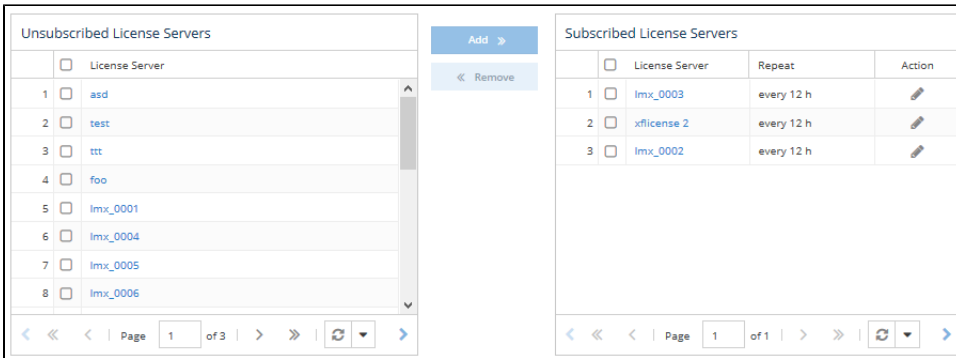 Unsubscribed License Servers
License Server
1 asd
2 test
3 ttt
4 foo
5 lmx_0001
6 lmx_0004
7 lmx_0005
8 lmx_0006
Page 1 of 3
Add »
« Remove
Subscribed License Servers
License Server Repeat Action
1 lmx_0003 every 12 h
2 xflicense 2 every 12 h
3 lmx_0002 every 12 h
Page 1 of 1